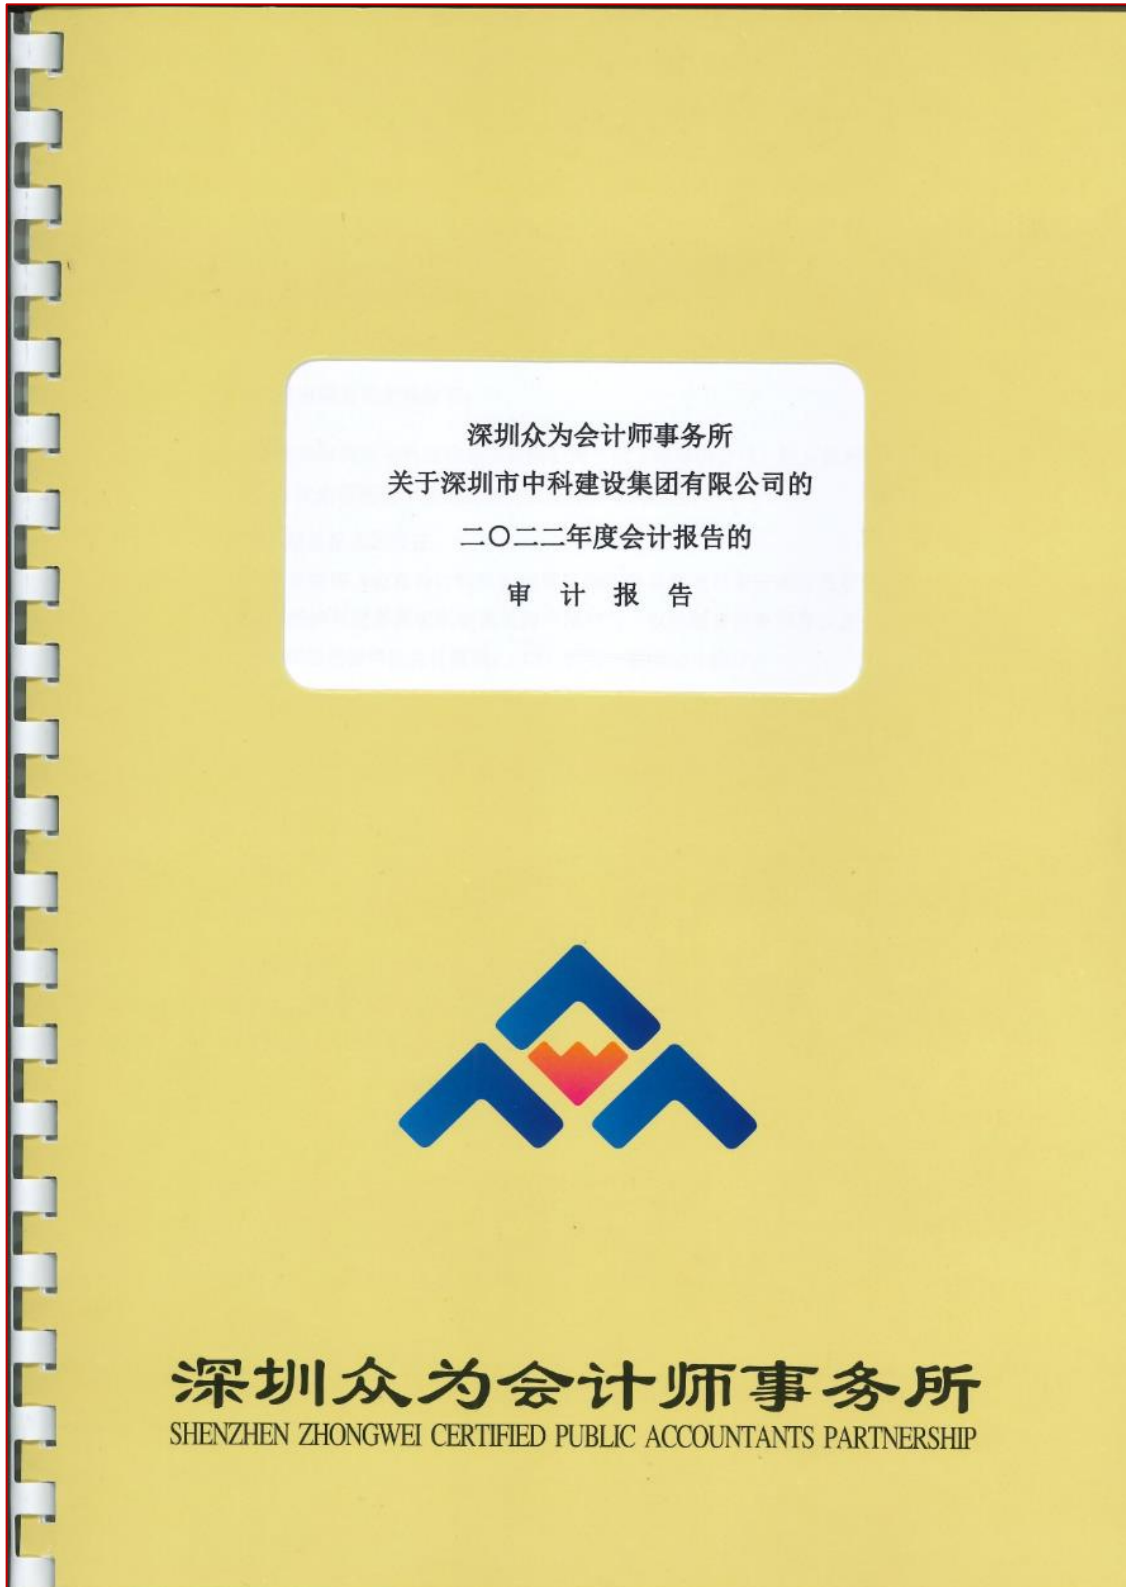 深圳众为会计师事务所
关于深圳市中科建设集团有限公司的
二〇二二年度会计报告的
审 计 报 告
深圳众为会计师事务所
SHENZHEN ZHONGWEI CERTIFIED PUBLIC ACCOUNTANTS PARTNERSHIP